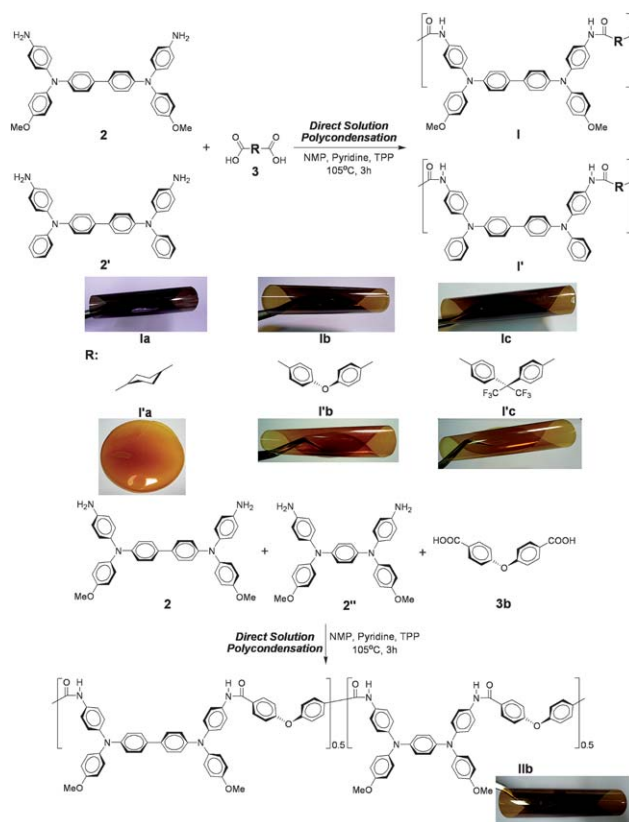 H₂N
NH₂
N
N
MeO
OMe
2
H₂N
NH₂
N
N
2'
+
O
O
R
HO
OH
3
Direct Solution
Polycondensation
NMP, Pyridine, TPP
105ºC, 3h
O
H
N
H
N
O
R
N
N
MeO
OMe
I
O
H
N
H
N
O
R
N
N
I'
Ia
Ib
Ic
R:
O
F₃C
CF₃
I'a
I'b
I'c
H₂N
NH₂
N
N
MeO
OMe
2
+
H₂N
NH₂
N
N
MeO
OMe
2"
+
HOOC
COOH
O
3b
Direct Solution
Polycondensation
NMP, Pyridine, TPP
105ºC, 3h
O
H
N
H
N
O
O
N
N
MeO
OMe
0.5
O
H
N
H
N
O
O
N
N
MeO
OMe
0.5
IIb